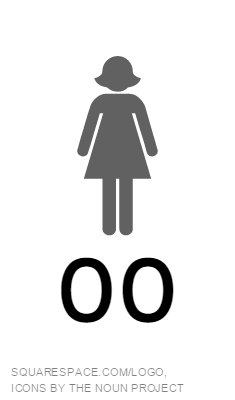 OO
SQUARESPACE.COM/LOGO,
ICONS BY THE NOUN PROJECT